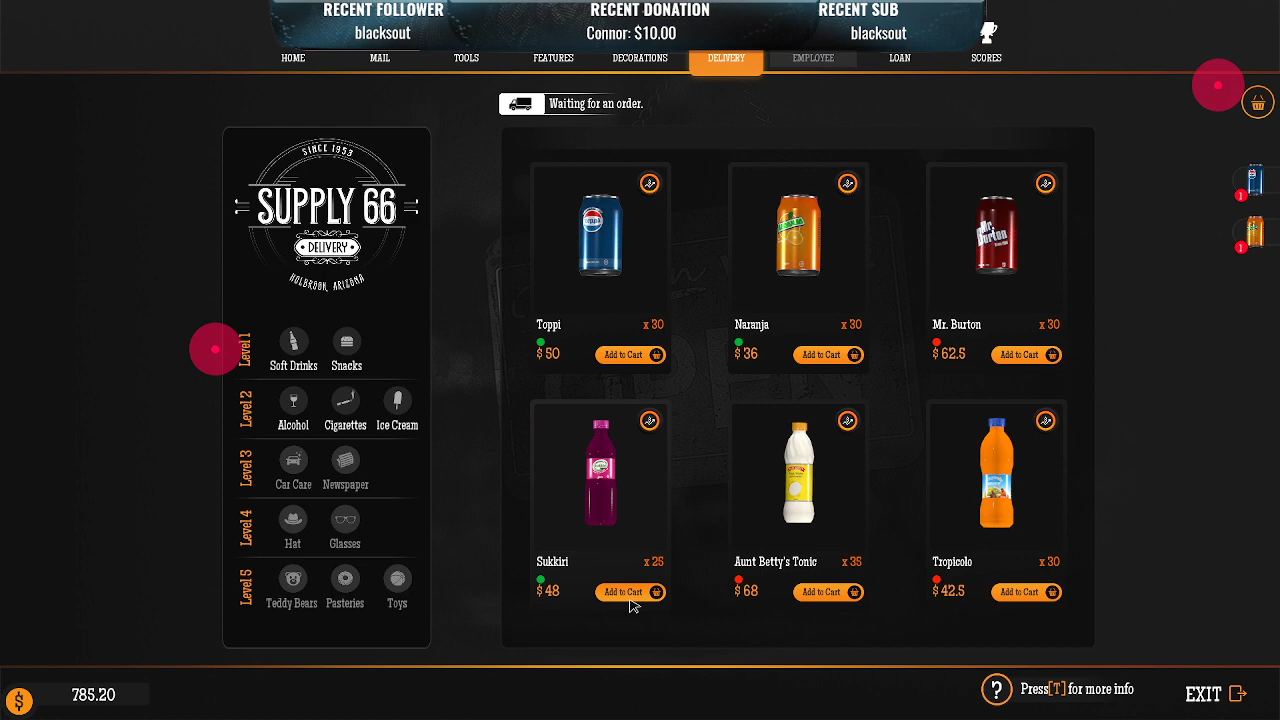 RECENT FOLLOWER
blacksout
RECENT DONATION
Connor: $10.00
RECENT SUB
blacksout
HOME
MAIL
TOOLS
FEATURES
DECORATIONS
DELIVERY
EMPLOYEE
LOAN
SCORES
Waiting for an order.
SINCE 1953
SUPPLY 66
DELIVERY
HOLBROOK, ARIZONA
Level 1
Soft Drinks
Snacks
Level 2
Alcohol
Cigarettes
Ice Cream
Level 3
Car Care
Newspaper
Level 4
Hat
Glasses
Level 5
Teddy Bears
Pasteries
Toys
Toppi
x 30
$ 50
Add to Cart
Naranja
x 30
$ 36
Add to Cart
Mr. Burton
Mr. Burton
x 30
$ 62.5
Add to Cart
Sukkiri
x 25
$ 48
Add to Cart
Aunt Betty's Tonic
x 35
$ 68
Add to Cart
Tropicolo
x 30
$ 42.5
Add to Cart
1
1
$
785.20
?
Press[T] for more info
EXIT